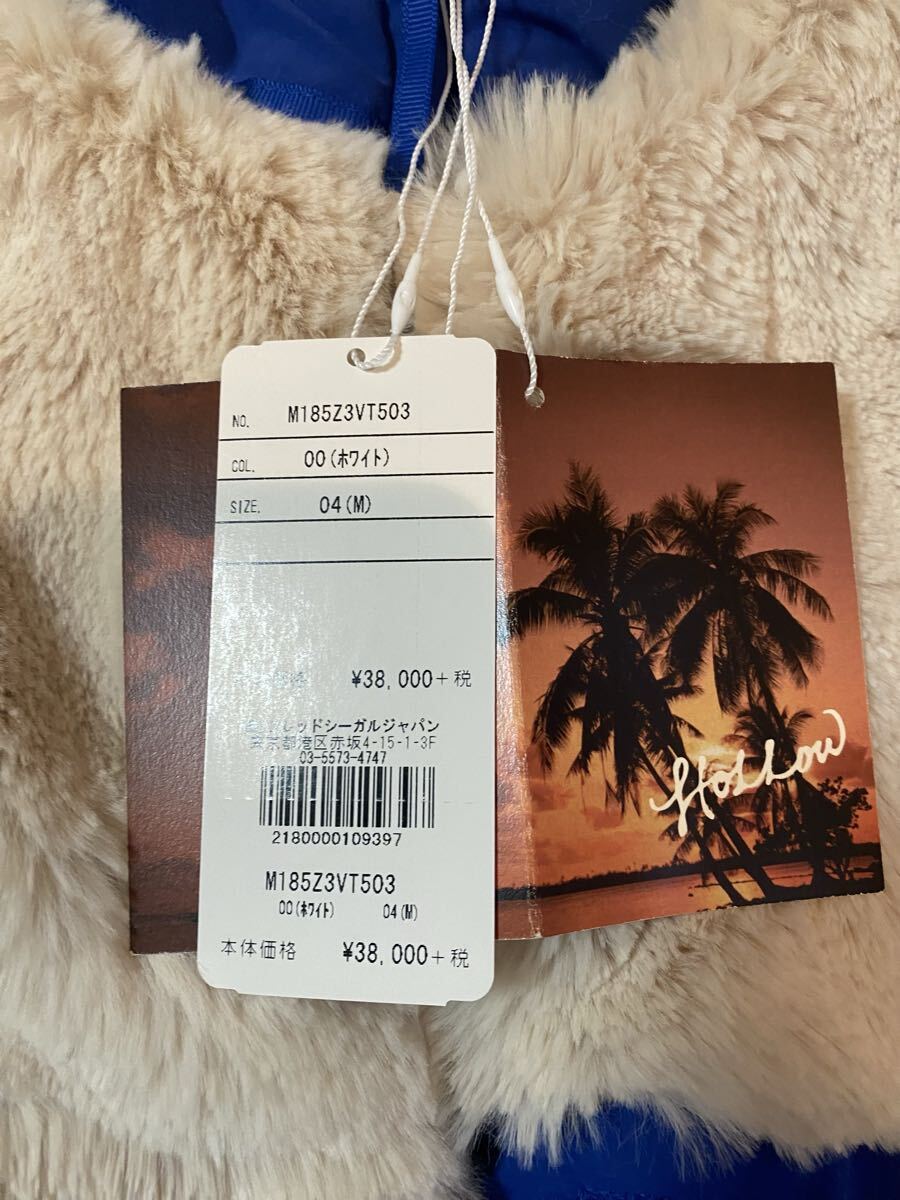 NO. M185Z3VT503
COL. 00(ホワイト)
SIZE. 04(M)
¥38,000+税
レッドシーガルジャパン
東京都港区赤坂4-15-1-3F
03-5573-4747
2180000109397
M185Z3VT503
00(ホワイト) 04(M)
本体価格 ¥38,000+税
Hollow